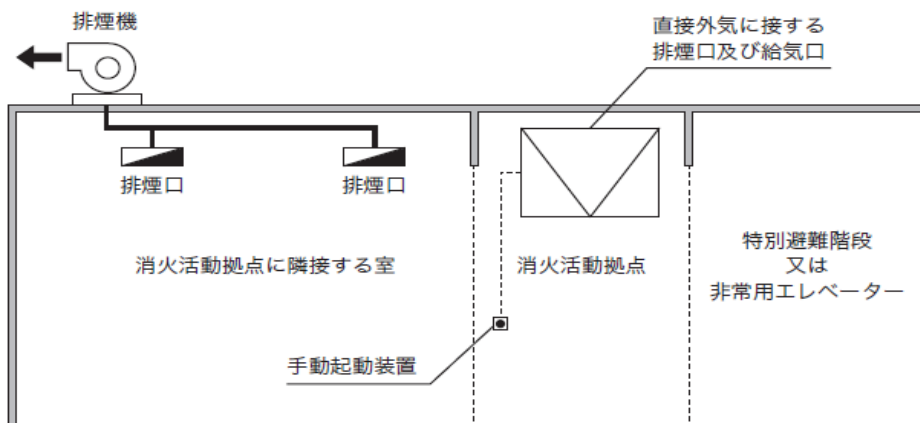 排煙機
直接外気に接する
排煙口及び給気口
排煙口
排煙口
消火活動拠点に隣接する室
消火活動拠点
特別避難階段
又は
非常用エレベーター
手動起動装置